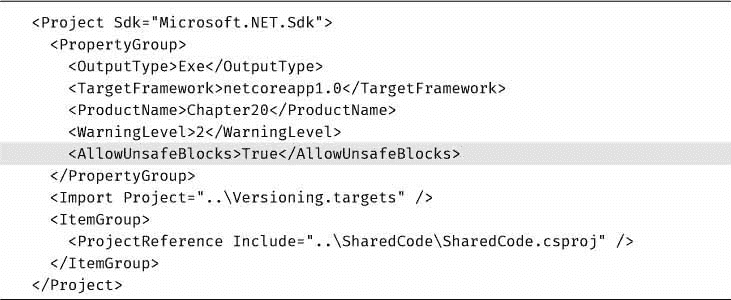 <Project Sdk="Microsoft.NET.Sdk">
  <PropertyGroup>
    <OutputType>Exe</OutputType>
    <TargetFramework>netcoreapp1.0</TargetFramework>
    <ProductName>Chapter20</ProductName>
    <WarningLevel>2</WarningLevel>
    <AllowUnsafeBlocks>True</AllowUnsafeBlocks>
  </PropertyGroup>
  <Import Project="..\Versioning.targets" />
  <ItemGroup>
    <ProjectReference Include="..\SharedCode\SharedCode.csproj" />
  </ItemGroup>
</Project>